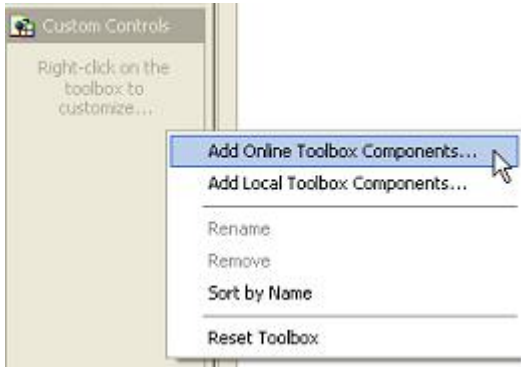 Custom Controls
Right-click on the
toolbox to
customize...
Add Online Toolbox Components...
Add Local Toolbox Components...
Rename
Remove
Sort by Name
Reset Toolbox